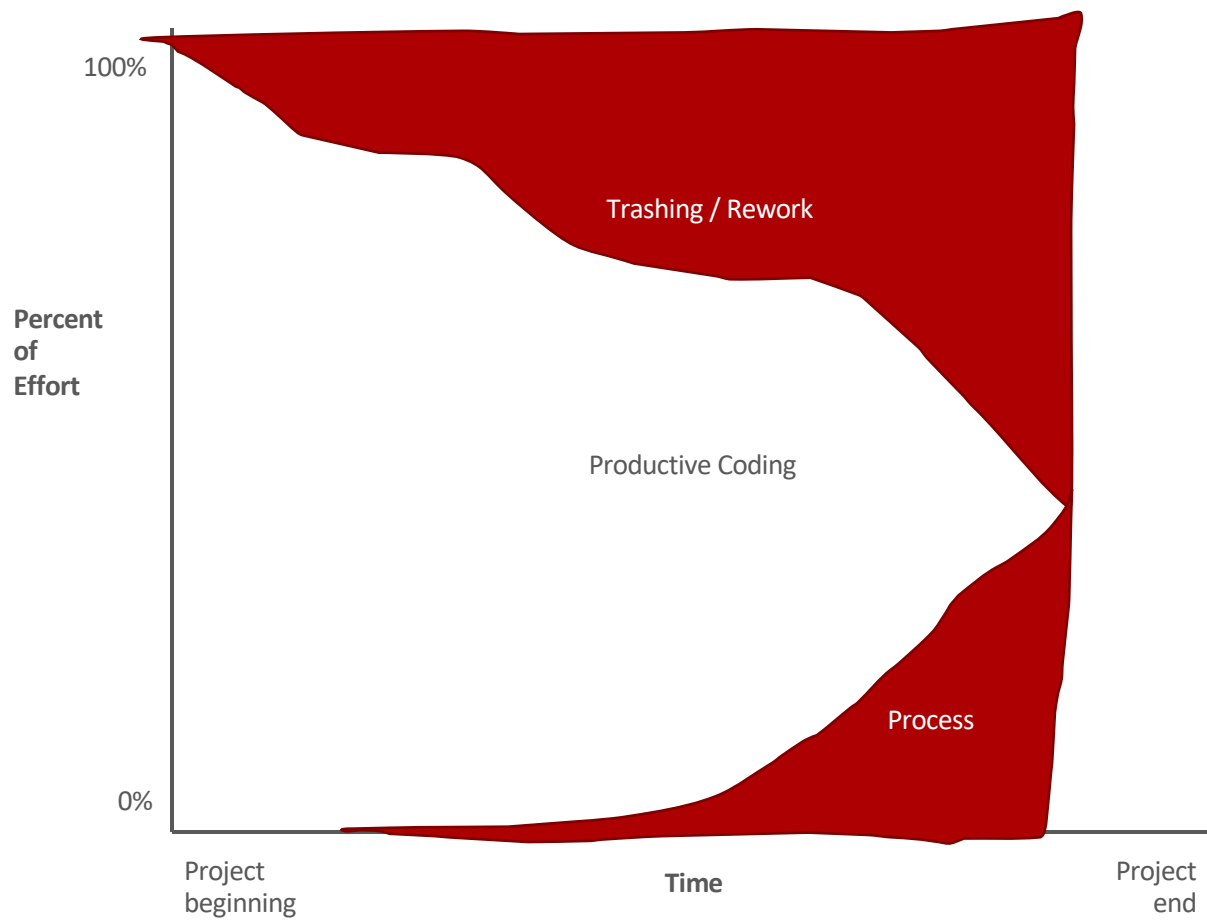 100%
Trashing / Rework
Percent
of
Effort
Productive Coding
Process
0%
Project
beginning
Time
Project
end